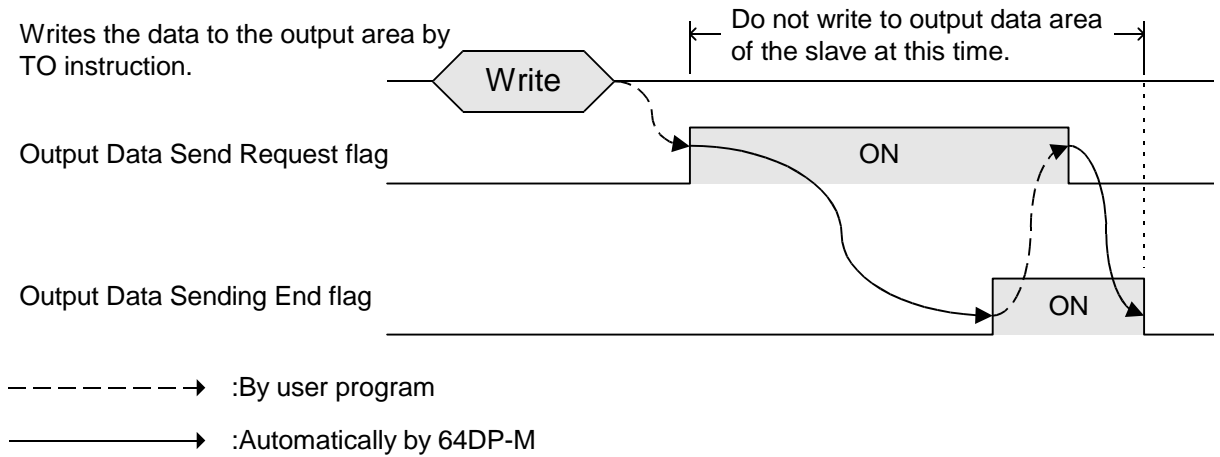 Writes the data to the output area by
TO instruction.
Do not write to output data area
of the slave at this time.
Write
Output Data Send Request flag
ON
Output Data Sending End flag
ON
:By user program
:Automatically by 64DP-M